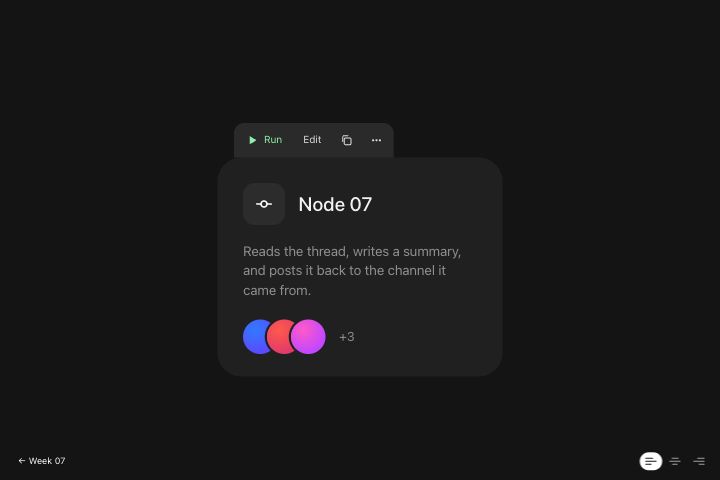 Run Edit
Node 07
Reads the thread, writes a summary,
and posts it back to the channel it
came from.
+3
← Week 07